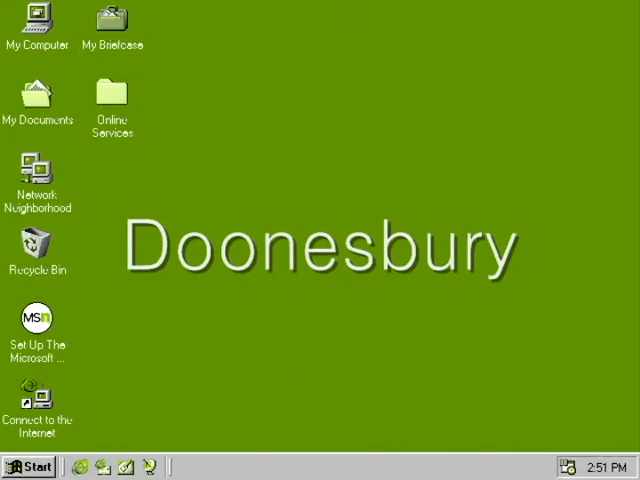 My Computer
My Briefcase
My Documents
Online
Services
Network
Neighborhood
Doonesbury
Recycle Bin
MSn
Set Up The
Microsoft ...
Connect to the
Internet
Start
2:51 PM